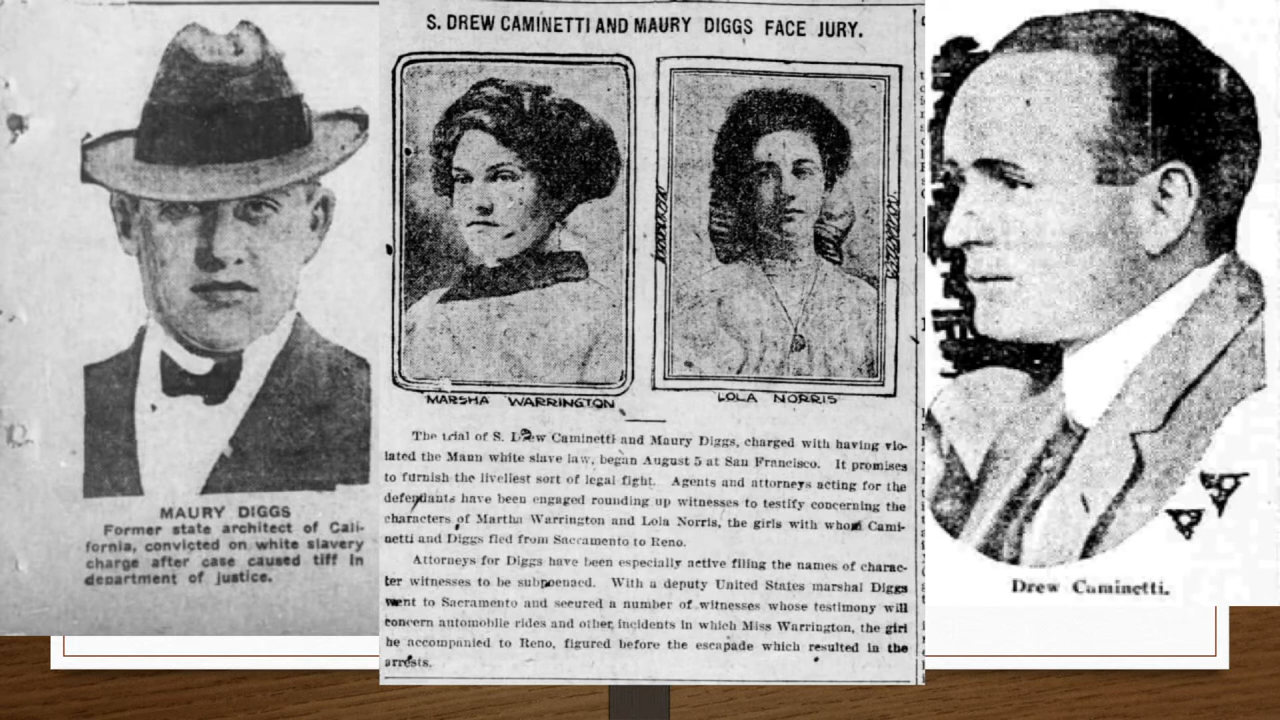 MAURY DIGGS
Former state architect of Cali-
fornia, convicted on white slavery
charge after case caused tiff in
department of justice.
S. DREW CAMINETTI AND MAURY DIGGS FACE JURY.
MARSHA WARRINGTON
LOLA NORRIS
The trial of S. Drew Caminetti and Maury Diggs, charged with having vio-
lated the Mann white slave law, began August 5 at San Francisco. It promises
to furnish the liveliest sort of legal fight. Agents and attorneys acting for the
defendants have been engaged rounding up witnesses to testify concerning the
characters of Martha Warrington and Lola Norris, the girls with whom Cami-
netti and Diggs fled from Sacramento to Reno.
Attorneys for Diggs have been especially active filing the names of charac-
ter witnesses to be subpoenaed. With a deputy United States marshal Diggs
went to Sacramento and secured a number of witnesses whose testimony will
concern automobile rides and other incidents in which Miss Warrington, the girl
he accompanied to Reno, figured before the escapade which resulted in the
arrests.
Drew Caminetti.